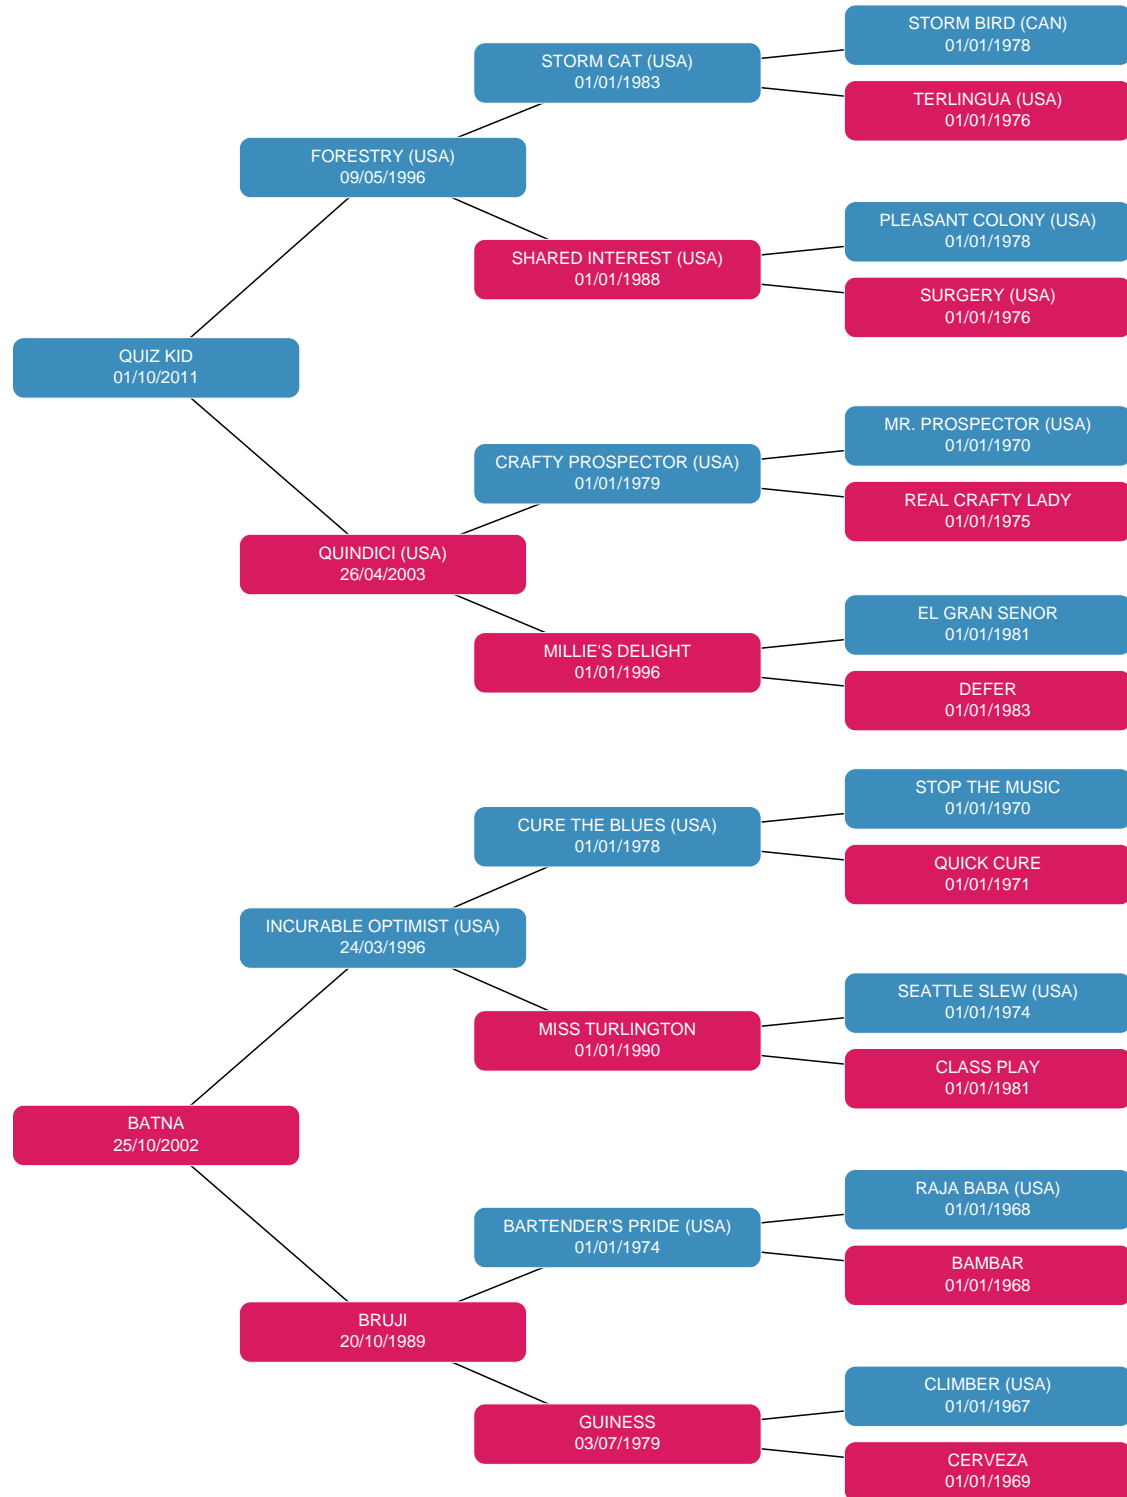 STORM BIRD (CAN)
01/01/1978
STORM CAT (USA)
01/01/1983
TERLINGUA (USA)
01/01/1976
FORESTRY (USA)
09/05/1996
PLEASANT COLONY (USA)
01/01/1978
SHARED INTEREST (USA)
01/01/1988
SURGERY (USA)
01/01/1976
QUIZ KID
01/10/2011
MR. PROSPECTOR (USA)
01/01/1970
CRAFTY PROSPECTOR (USA)
01/01/1979
REAL CRAFTY LADY
01/01/1975
QUINDICI (USA)
26/04/2003
EL GRAN SENOR
01/01/1981
MILLIE'S DELIGHT
01/01/1996
DEFER
01/01/1983
STOP THE MUSIC
01/01/1970
CURE THE BLUES (USA)
01/01/1978
QUICK CURE
01/01/1971
INCURABLE OPTIMIST (USA)
24/03/1996
SEATTLE SLEW (USA)
01/01/1974
MISS TURLINGTON
01/01/1990
CLASS PLAY
01/01/1981
BATNA
25/10/2002
RAJA BABA (USA)
01/01/1968
BARTENDER'S PRIDE (USA)
01/01/1974
BAMBAR
01/01/1968
BRUJI
20/10/1989
CLIMBER (USA)
01/01/1967
GUINESS
03/07/1979
CERVEZA
01/01/1969